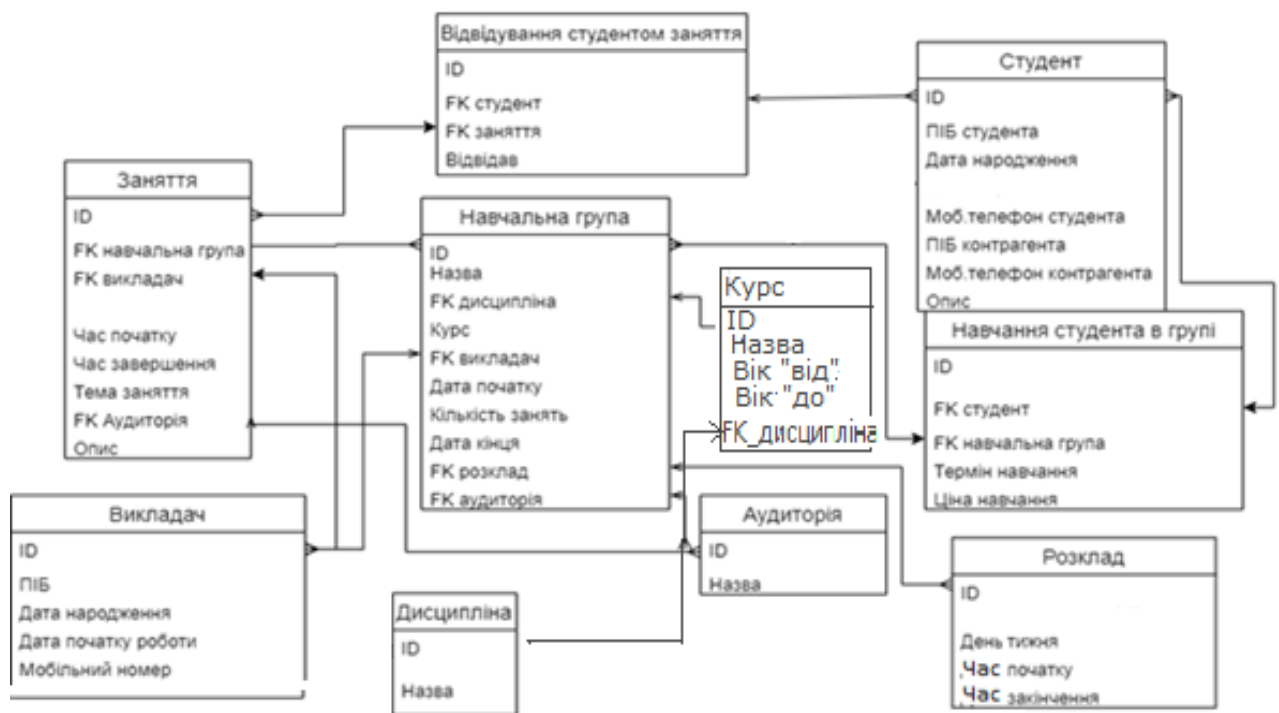 Відвідування студентом заняття
ID
FK студент
FK заняття
Відвідав
Студент
ID
ПІБ студента
Дата народження
Моб.телефон студента
ПІБ контрагента
Моб.телефон контрагента
Опис
Заняття
ID
FK навчальна група
FK викладач
Час початку
Час завершення
Тема заняття
FK Аудиторія
Опис
Навчальна група
ID
Назва
FK дисципліна
Курс
FK викладач
Дата початку
Кількість занять
Дата кінця
FK розклад
FK аудиторія
Курс
ID
Назва
Вік "від"
Вік "до"
FK_дисципліна
Навчання студента в групі
ID
FK студент
FK навчальна група
Термін навчання
Ціна навчання
Викладач
ID
ПІБ
Дата народження
Дата початку роботи
Мобільний номер
Дисципліна
ID
Назва
Аудиторія
ID
Назва
Розклад
ID
День тижня
Час початку
Час закінчення